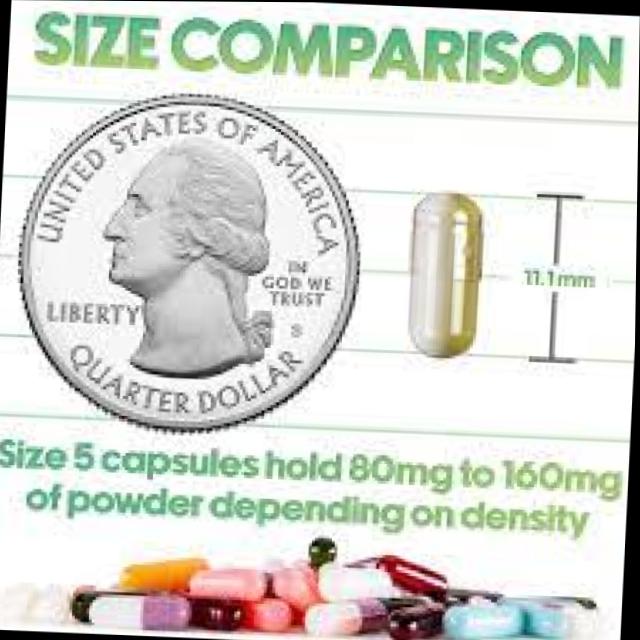 SIZE COMPARISON
UNITED STATES OF AMERICA
IN
GOD WE
TRUST
LIBERTY
S
QUARTER DOLLAR
11.1mm
Size 5 capsules hold 80mg to 160mg
of powder depending on density